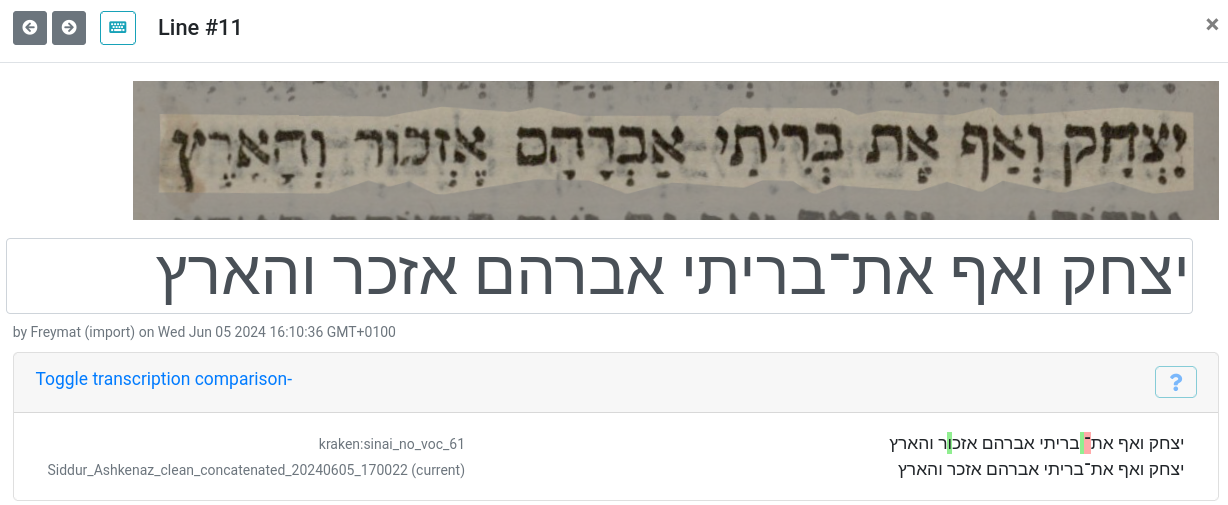 Line #11
×
יִצְחָק וְאַף אֶת בְּרִיתִי אַבְרָהָם אֶזְכּוֹר וְהָאָרֶץ
יצחק ואף את־בריתי אברהם אזכר והארץ
by Freymat (import) on Wed Jun 05 2024 16:10:36 GMT+0100
Toggle transcription comparison-
?
kraken:sinai_no_voc_61 יצחק ואף את־ בריתי אברהם אזכור והארץ
Siddur_Ashkenaz_clean_concatenated_20240605_170022 (current) יצחק ואף את־בריתי אברהם אזכר והארץ